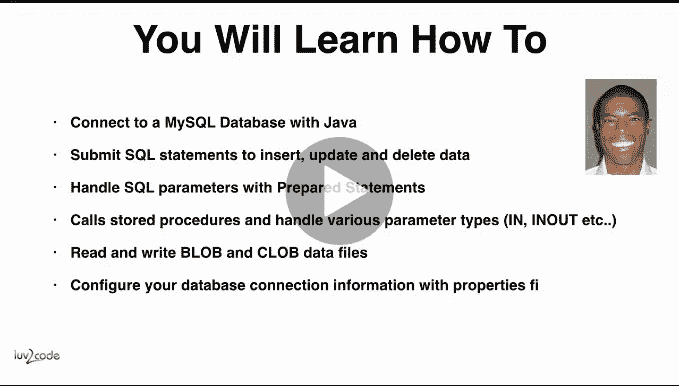 You Will Learn How To
· Connect to a MySQL Database with Java
· Submit SQL statements to insert, update and delete data
· Handle SQL parameters with Prepared Statements
· Calls stored procedures and handle various parameter types (IN, INOUT etc..)
· Read and write BLOB and CLOB data files
· Configure your database connection information with properties fi
luv2code